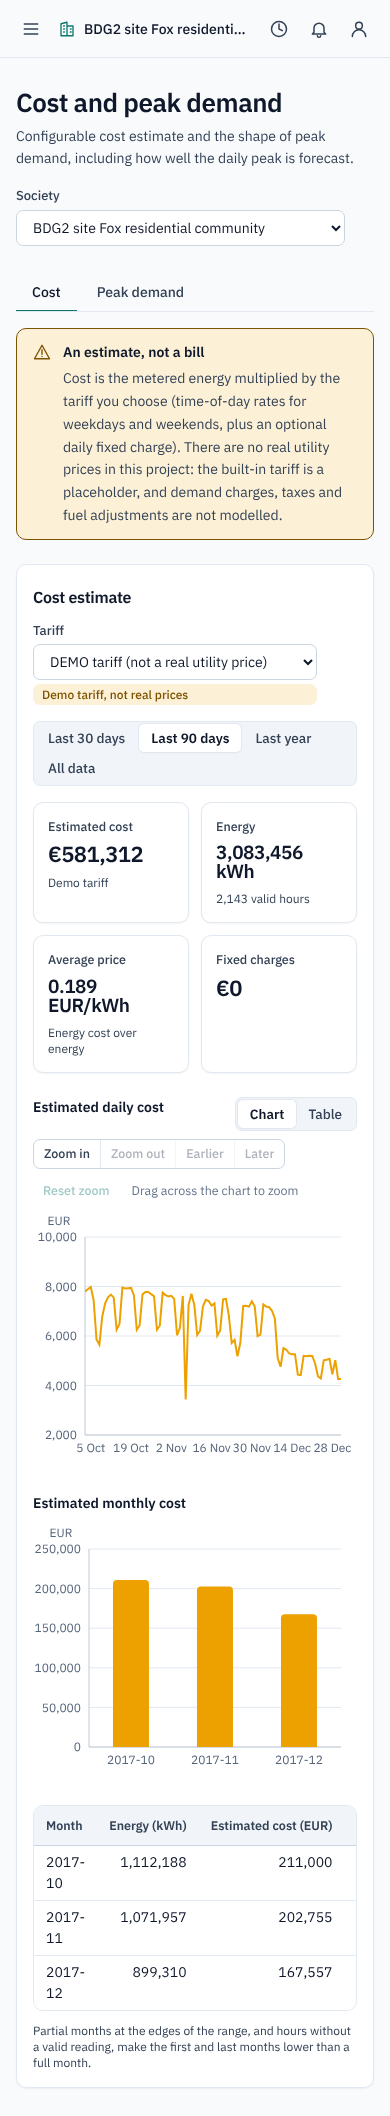 BDG2 site Fox residenti...
Cost and peak demand
Configurable cost estimate and the shape of peak
demand, including how well the daily peak is forecast.
Society
BDG2 site Fox residential community
Cost Peak demand
An estimate, not a bill
Cost is the metered energy multiplied by the
tariff you choose (time-of-day rates for
weekdays and weekends, plus an optional
daily fixed charge). There are no real utility
prices in this project: the built-in tariff is a
placeholder, and demand charges, taxes and
fuel adjustments are not modelled.
Cost estimate
Tariff
DEMO tariff (not a real utility price)
Demo tariff, not real prices
Last 30 days Last 90 days Last year
All data
Estimated cost
€581,312
Demo tariff
Energy
3,083,456
kWh
2,143 valid hours
Average price
0.189
EUR/kWh
Energy cost over
energy
Fixed charges
€0
Estimated daily cost
Chart Table
Zoom in Zoom out Earlier Later
Reset zoom Drag across the chart to zoom
EUR
10,000
8,000
6,000
4,000
2,000
5 Oct 19 Oct 2 Nov 16 Nov 30 Nov 14 Dec 28 Dec
Estimated monthly cost
EUR
250,000
200,000
150,000
100,000
50,000
0
2017-10 2017-11 2017-12
Month Energy (kWh) Estimated cost (EUR)
2017-
10 1,112,188 211,000
2017-
11 1,071,957 202,755
2017-
12 899,310 167,557
Partial months at the edges of the range, and hours without
a valid reading, make the first and last months lower than a
full month.